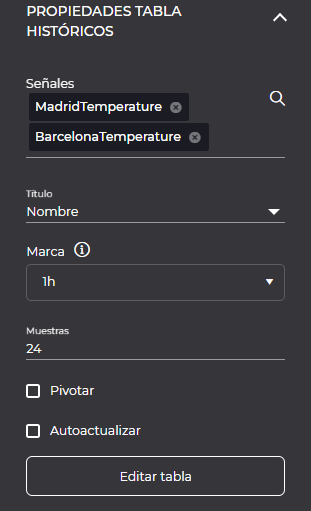 PROPIEDADES TABLA
HISTÓRICOS
Señales
MadridTemperature
BarcelonaTemperature
Título
Nombre
Marca
1h
Muestras
24
Pivotar
Autoactualizar
Editar tabla